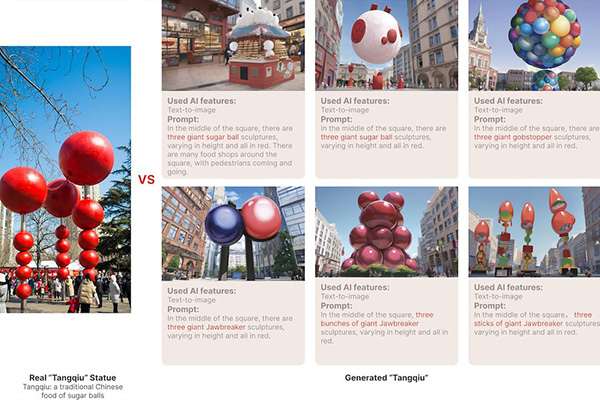 VS
Used AI features:
Text-to-image
Prompt:
In the middle of the square, there are
three giant sugar ball sculptures,
varying in height and all in red.
There are many food shops around the
square, with pedestrians coming and
going.
Used AI features:
Text-to-image
Prompt:
In the middle of the square, there are
three giant sugar ball sculptures,
varying in height and all in red.
Used AI features:
Text-to-image
Prompt:
In the middle of the square, there are
three giant gobstopper sculptures,
varying in height and all in red.
Used AI features:
Text-to-image
Prompt:
In the middle of the square, there are
three giant Jawbreaker sculptures,
varying in height and all in red.
Used AI features:
Text-to-image
Prompt:
In the middle of the square, three
bunches of giant Jawbreaker
sculptures, varying in height and all in
red.
Used AI features:
Text-to-image
Prompt:
In the middle of the square， three
sticks of giant Jawbreaker sculptures,
varying in height and all in red.
Real "Tangqiu" Statue
Tangqiu: a traditional Chinese
food of sugar balls
Generated "Tangqiu"